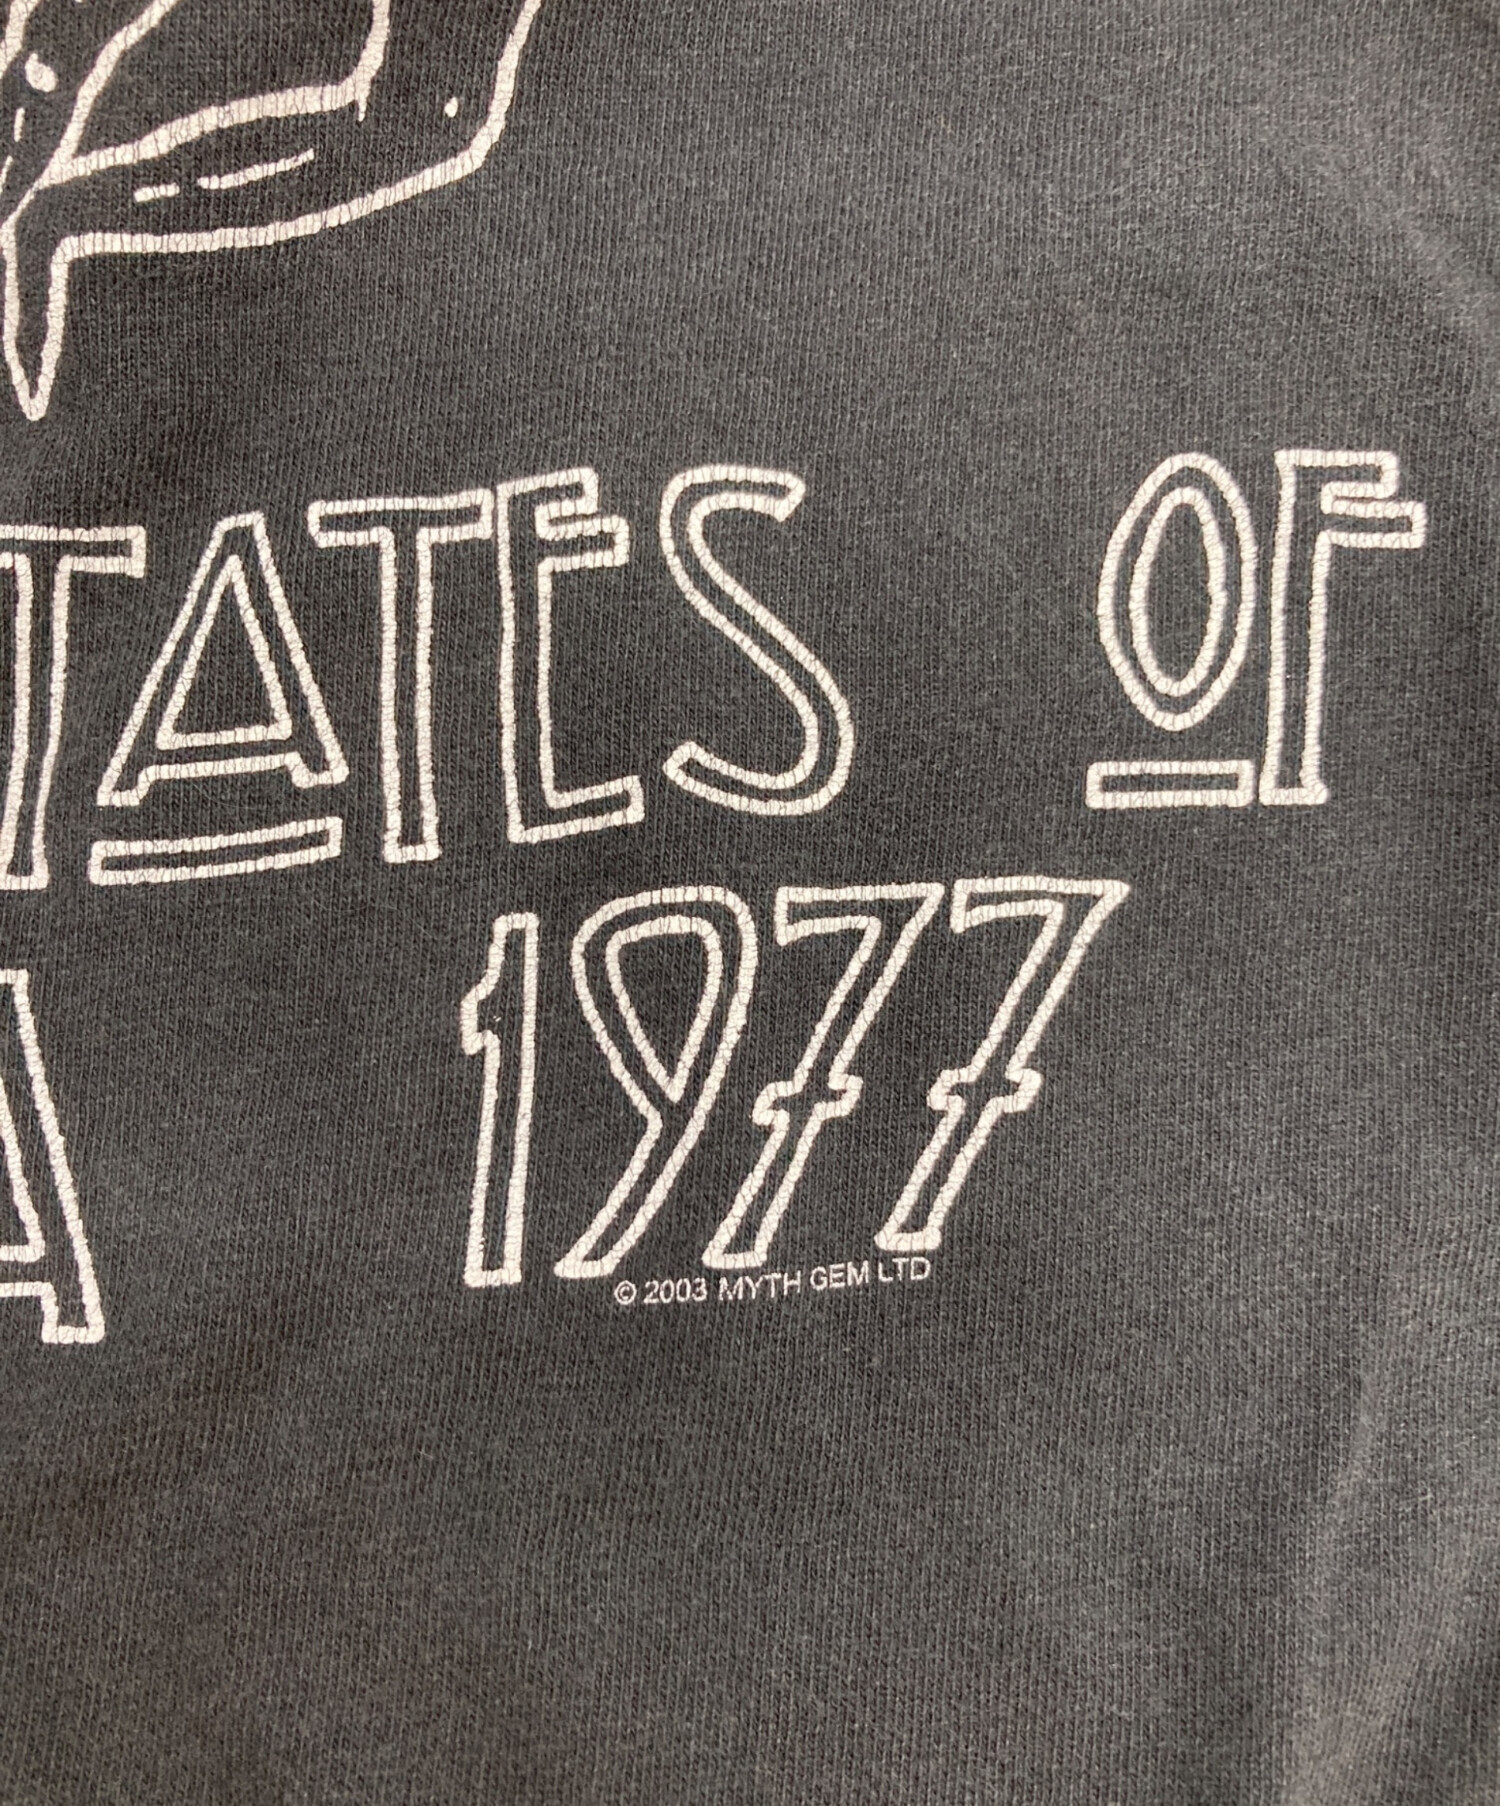 TATES OF
A 1977
© 2003 MYTH GEM LTD